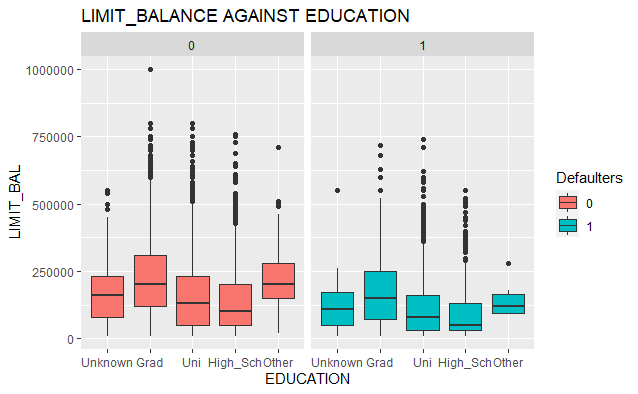 LIMIT_BALANCE AGAINST EDUCATION
0 1
1000000
750000
500000
250000
0
LIMIT_BAL
Unknown Grad Uni High_Sch Other Unknown Grad Uni High_Sch Other
EDUCATION
Defaulters
0
1